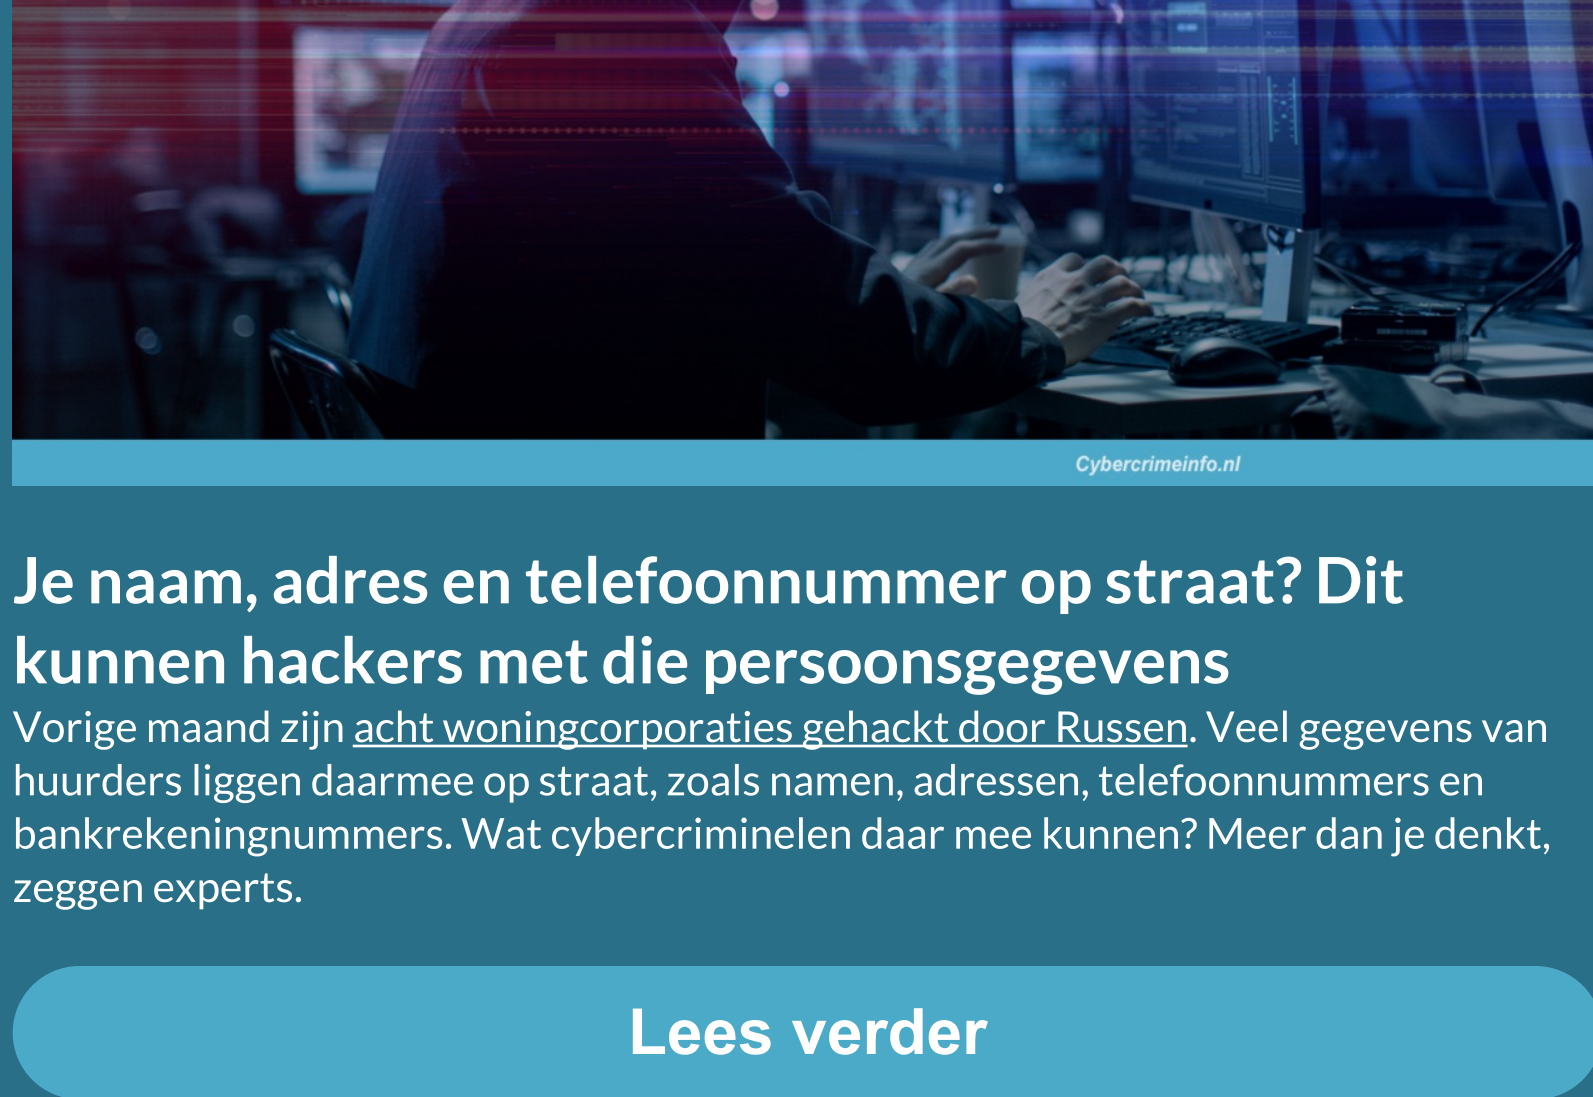 Cybercrimeinfo.nl
Je naam, adres en telefoonnummer op straat? Dit
kunnen hackers met die persoonsgegevens
Vorige maand zijn acht woningcorporaties gehackt door Russen. Veel gegevens van
huurders liggen daarmee op straat, zoals namen, adressen, telefoonnummers en
bankrekeningnummers. Wat cybercriminelen daar mee kunnen? Meer dan je denkt,
zeggen experts.
Lees verder